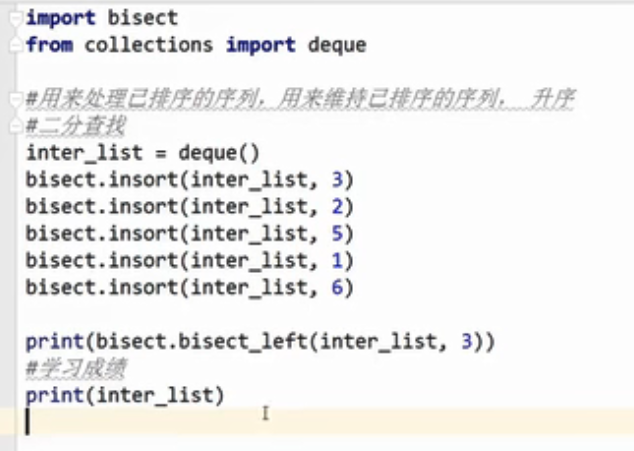 import bisect
from collections import deque
#用来处理已排序的序列，用来维持已排序的序列， 升序
#二分查找
inter_list = deque()
bisect.insort(inter_list, 3)
bisect.insort(inter_list, 2)
bisect.insort(inter_list, 5)
bisect.insort(inter_list, 1)
bisect.insort(inter_list, 6)
print(bisect.bisect_left(inter_list, 3))
#学习成绩
print(inter_list)